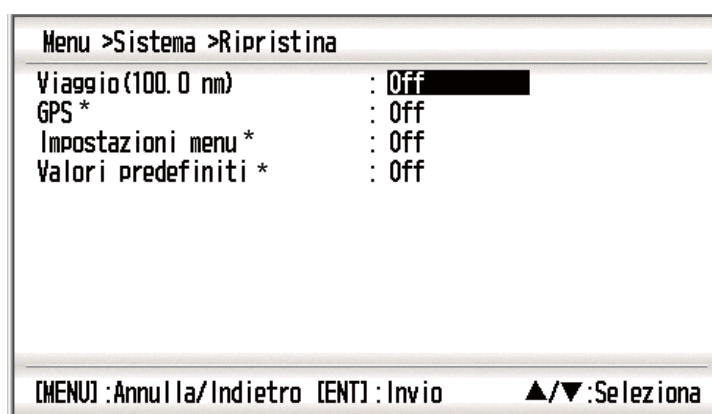 Menu >Sistema >Ripristina
Viaggio(100.0 nm) : Off
GPS * : Off
Impostazioni menu * : Off
Valori predefiniti * : Off
[MENU]:Annulla/Indietro [ENT]:Invio ▲/▼:Seleziona